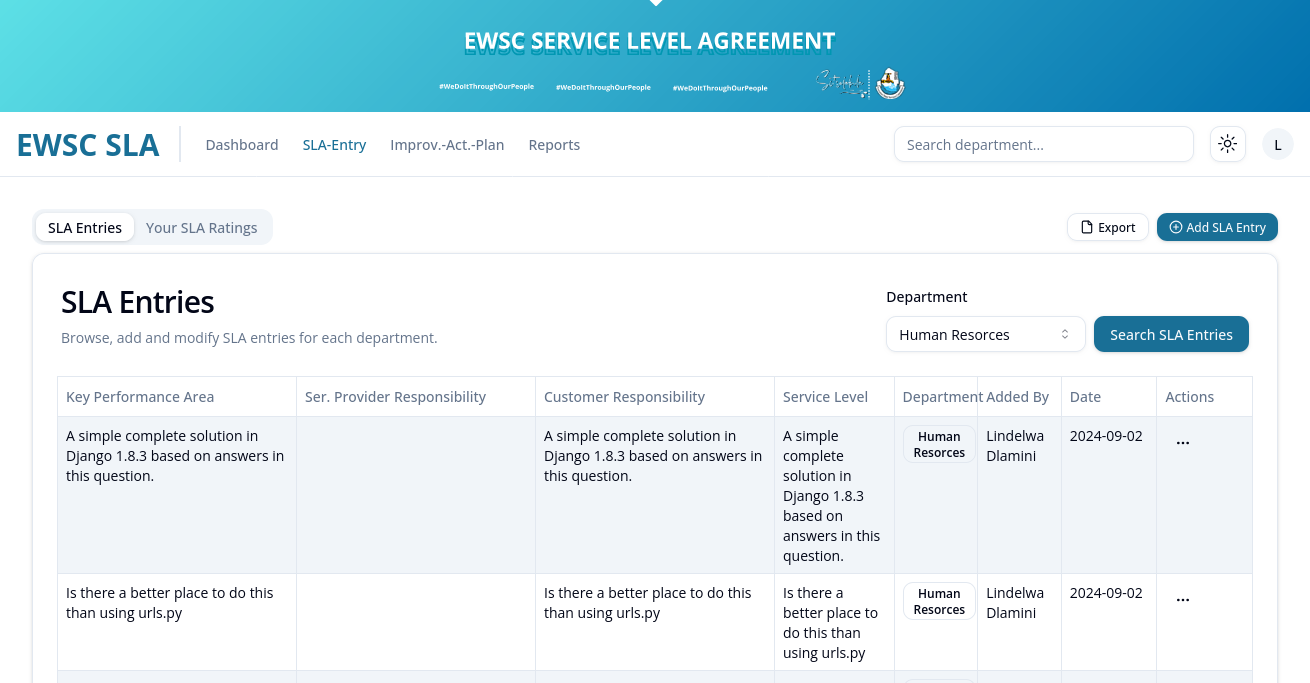 EWSC SERVICE LEVEL AGREEMENT
#WeDoItThroughOurPeople #WeDoItThroughOurPeople #WeDoItThroughOurPeople
EWSC SLA
Dashboard SLA-Entry Improv.-Act.-Plan Reports
Search department...
L
SLA Entries Your SLA Ratings
Export
Add SLA Entry
SLA Entries
Browse, add and modify SLA entries for each department.
Department
Human Resorces
Search SLA Entries
Key Performance Area Ser. Provider Responsibility Customer Responsibility Service Level Department Added By Date Actions
A simple complete solution in
Django 1.8.3 based on answers in
this question.
A simple complete solution in
Django 1.8.3 based on answers in
this question.
A simple
complete
solution in
Django 1.8.3
based on
answers in this
question.
Human
Resorces
Lindelwa
Dlamini
2024-09-02
...
Is there a better place to do this
than using urls.py
Is there a better place to do this
than using urls.py
Is there a
better place to
do this than
using urls.py
Human
Resorces
Lindelwa
Dlamini
2024-09-02
...